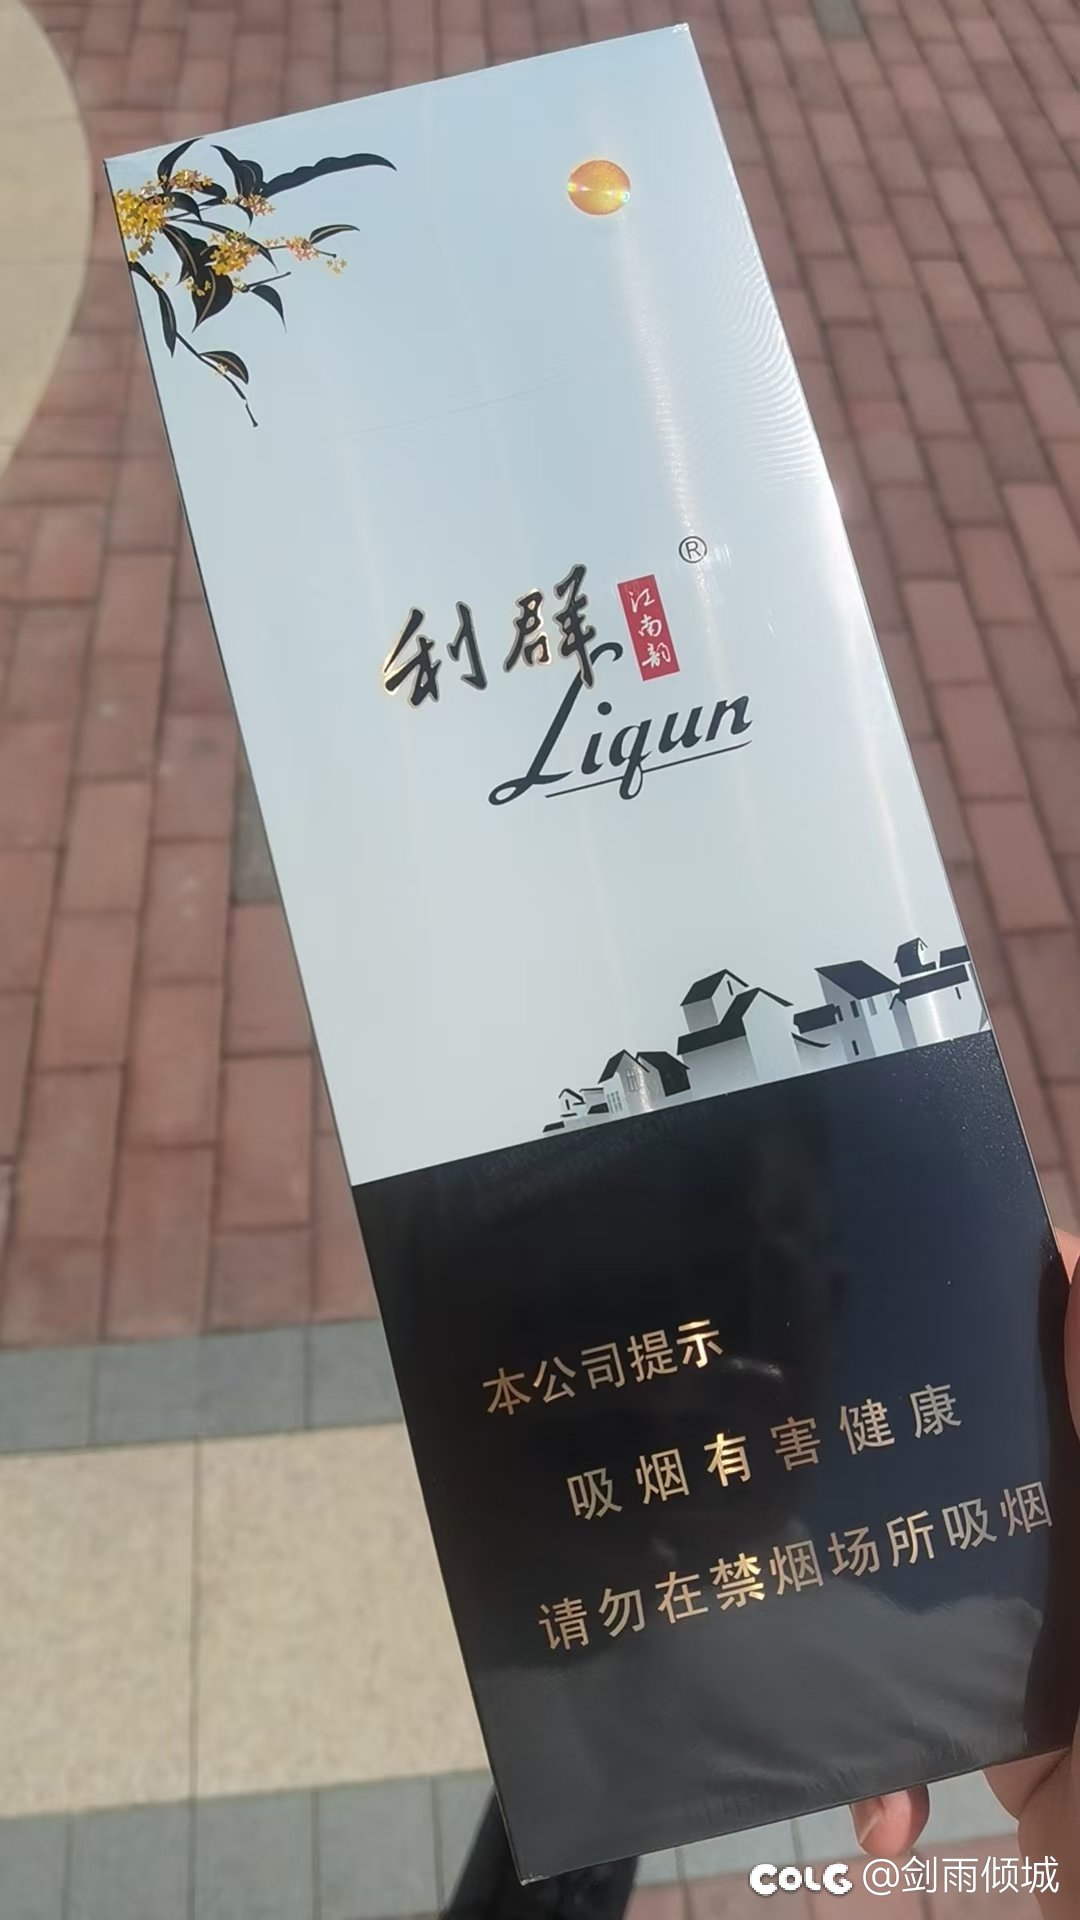 ®
利群
江南韵
Liqun
本公司提示
吸烟有害健康
请勿在禁烟场所吸烟
COLG @剑雨倾城